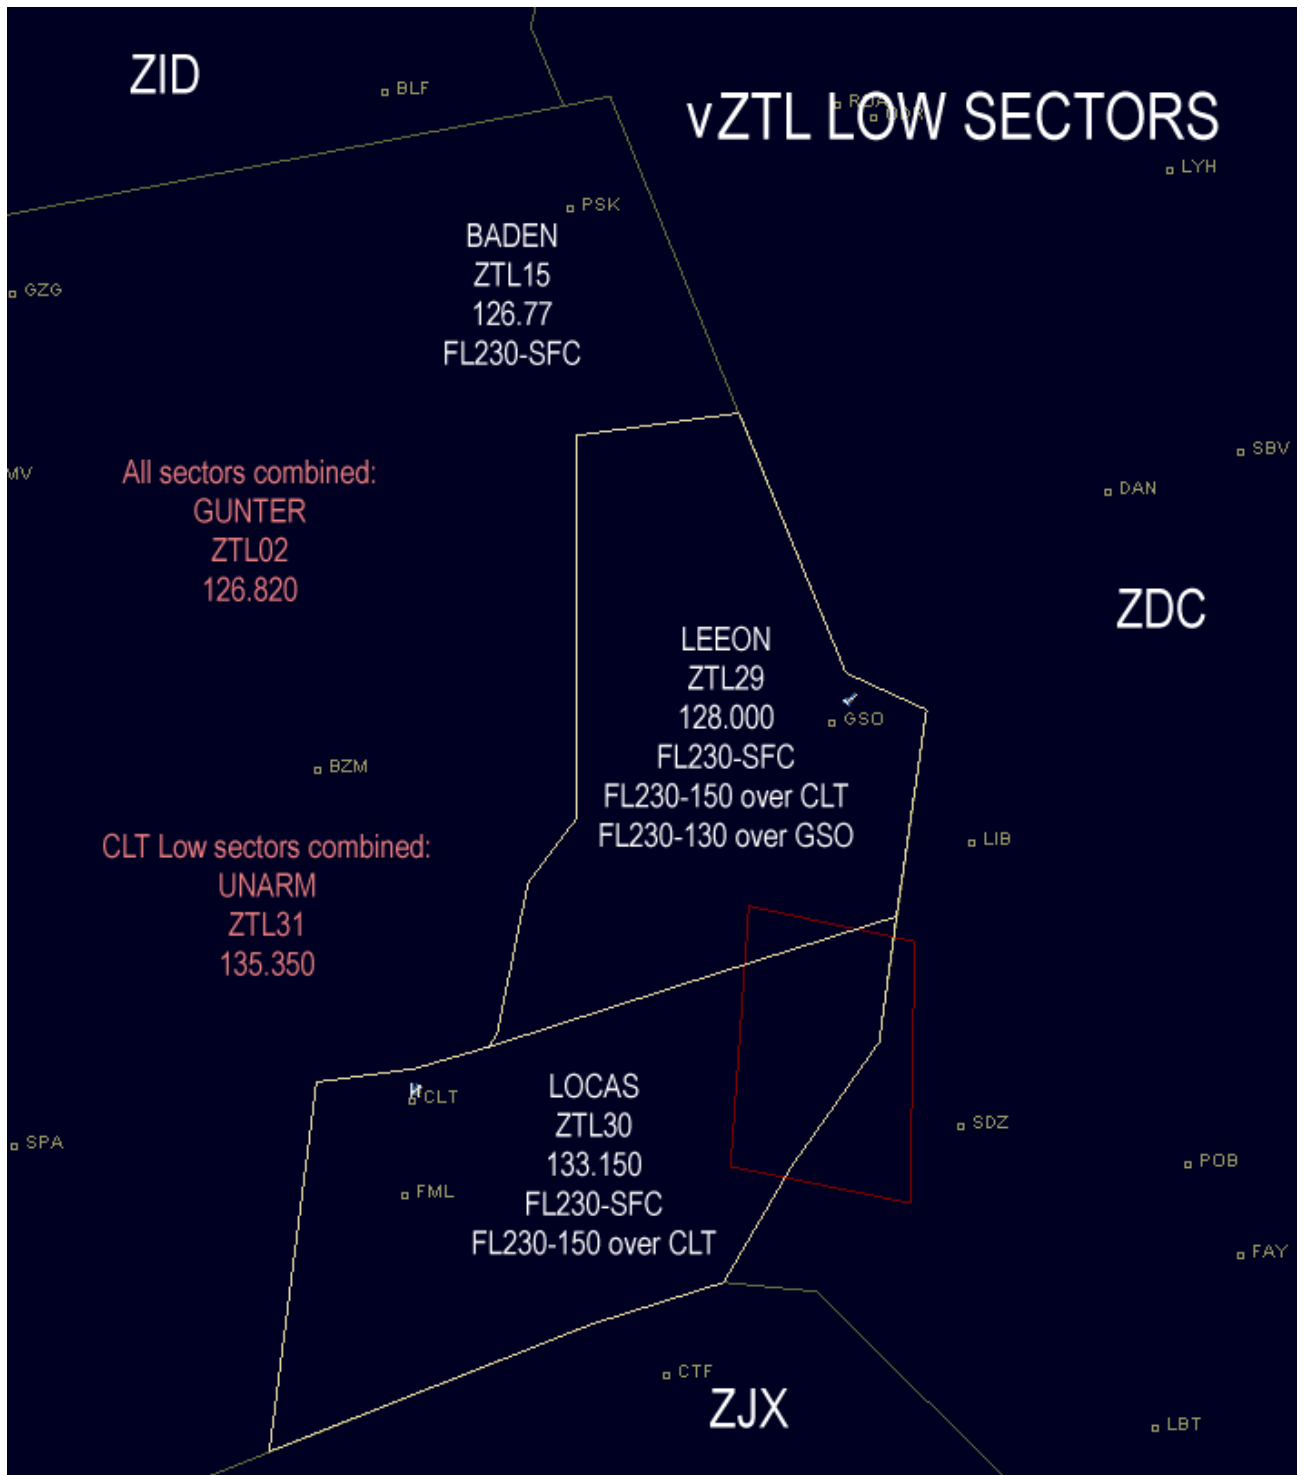 ZID
BLF
vZTL LOW SECTORS
ROA
ODR
LYH
PSK
BADEN
ZTL15
126.77
FL230-SFC
GZG
MV
SBV
DAN
All sectors combined:
GUNTER
ZTL02
126.820
ZDC
LEEON
ZTL29
128.000
FL230-SFC
FL230-150 over CLT
FL230-130 over GSO
GSO
BZM
LIB
CLT Low sectors combined:
UNARM
ZTL31
135.350
CLT
LOCAS
ZTL30
133.150
FL230-SFC
FL230-150 over CLT
SPA
SDZ
POB
FML
FAY
CTF
ZJX
LBT